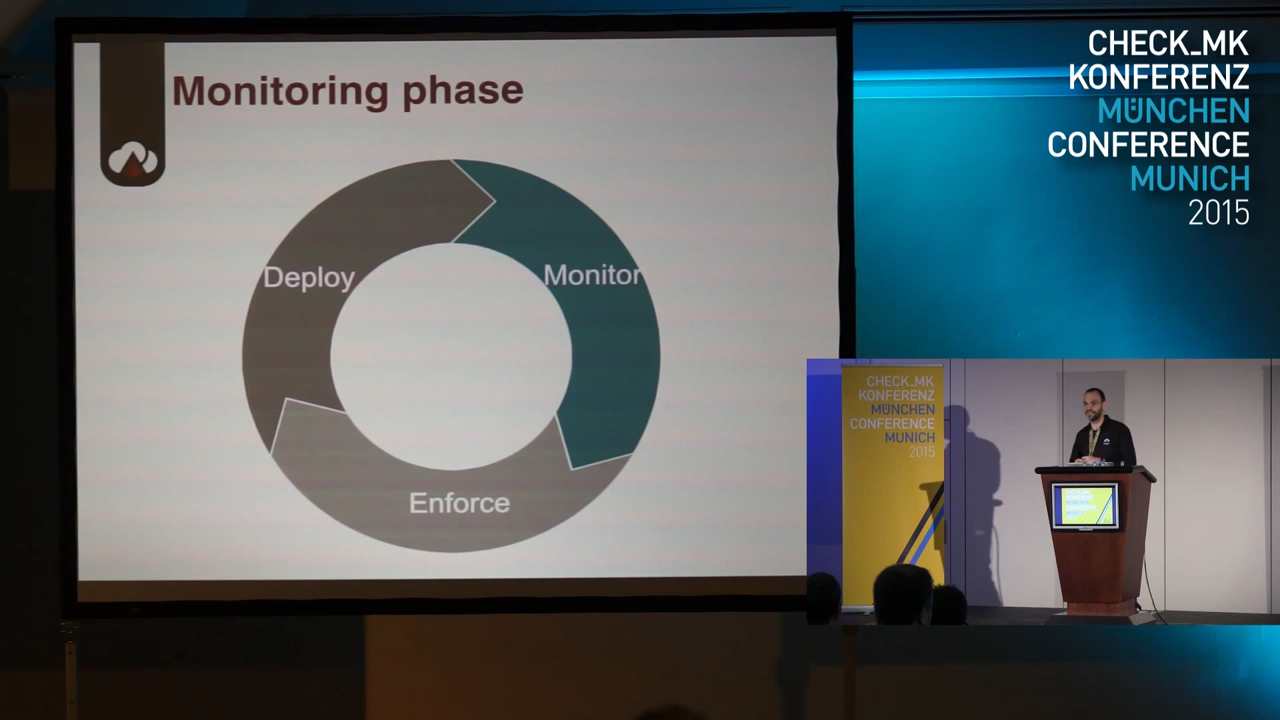 Monitoring phase
Deploy
Monitor
Enforce
CHECK_MK
KONFERENZ
MÜNCHEN
CONFERENCE
MUNICH
2015
CHECK_MK
KONFERENZ
MÜNCHEN
CONFERENCE
MUNICH
2015